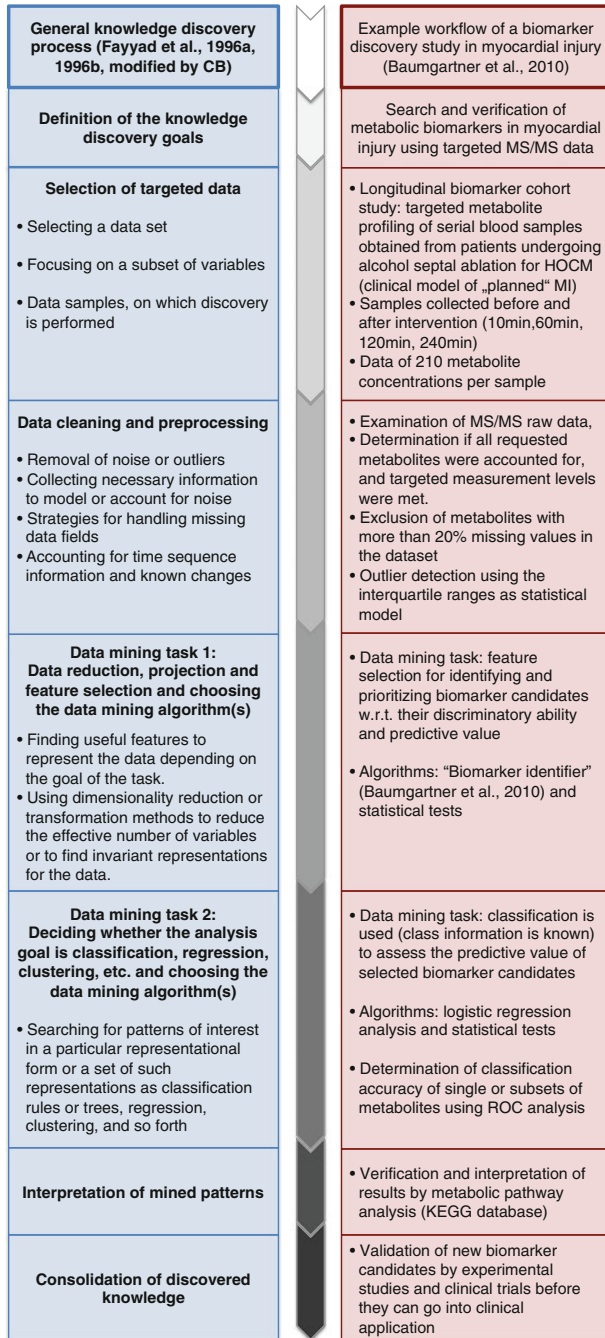 General knowledge discovery
process (Fayyad et al., 1996a,
1996b, modified by CB)
Example workflow of a biomarker
discovery study in myocardial injury
(Baumgartner et al., 2010)
Definition of the knowledge
discovery goals
Search and verification of
metabolic biomarkers in myocardial
injury using targeted MS/MS data
Selection of targeted data
• Selecting a data set
• Focusing on a subset of variables
• Data samples, on which discovery
is performed
• Longitudinal biomarker cohort
study: targeted metabolite
profiling of serial blood samples
obtained from patients undergoing
alcohol septal ablation for HOCM
(clinical model of „planned“ MI)
• Samples collected before and
after intervention (10min,60min,
120min, 240min)
• Data of 210 metabolite
concentrations per sample
Data cleaning and preprocessing
• Removal of noise or outliers
• Collecting necessary information
to model or account for noise
• Strategies for handling missing
data fields
• Accounting for time sequence
information and known changes
• Examination of MS/MS raw data,
• Determination if all requested
metabolites were accounted for,
and targeted measurement levels
were met.
• Exclusion of metabolites with
more than 20% missing values in
the dataset
• Outlier detection using the
interquartile ranges as statistical
model
Data mining task 1:
Data reduction, projection and
feature selection and choosing
the data mining algorithm(s)
• Finding useful features to
represent the data depending on
the goal of the task.
• Using dimensionality reduction or
transformation methods to reduce
the effective number of variables
or to find invariant representations
for the data.
• Data mining task: feature
selection for identifying and
prioritizing biomarker candidates
w.r.t. their discriminatory ability
and predictive value
• Algorithms: “Biomarker identifier”
(Baumgartner et al., 2010) and
statistical tests
Data mining task 2:
Deciding whether the analysis
goal is classification, regression,
clustering, etc. and choosing the
data mining algorithm(s)
• Searching for patterns of interest
in a particular representational
form or a set of such
representations as classification
rules or trees, regression,
clustering, and so forth
• Data mining task: classification is
used (class information is known)
to assess the predictive value of
selected biomarker candidates
• Algorithms: logistic regression
analysis and statistical tests
• Determination of classification
accuracy of single or subsets of
metabolites using ROC analysis
Interpretation of mined patterns
• Verification and interpretation of
results by metabolic pathway
analysis (KEGG database)
Consolidation of discovered
knowledge
• Validation of new biomarker
candidates by experimental
studies and clinical trials before
they can go into clinical
application